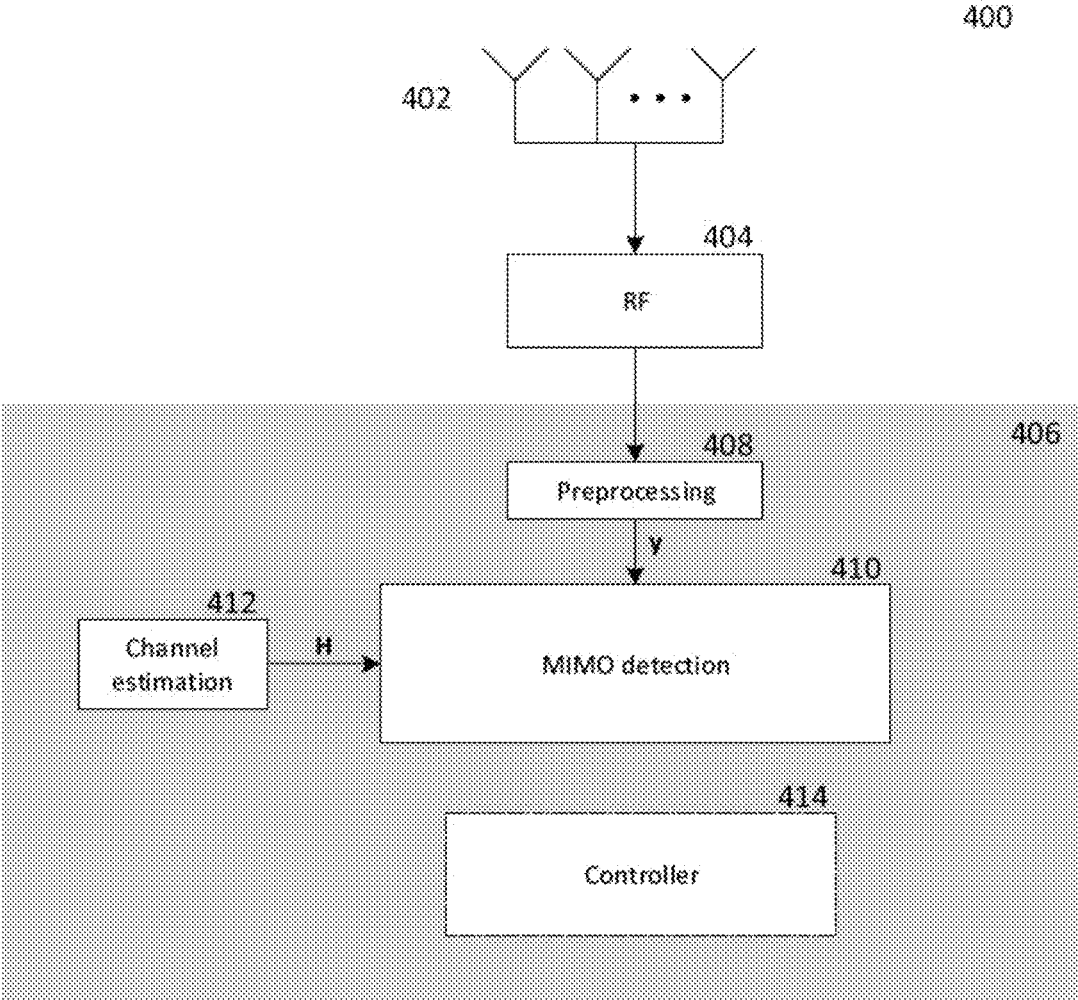 400
402
404
RF
406
408
Preprocessing
y
410
412
Channel
estimation
H
MIMO detection
414
Controller